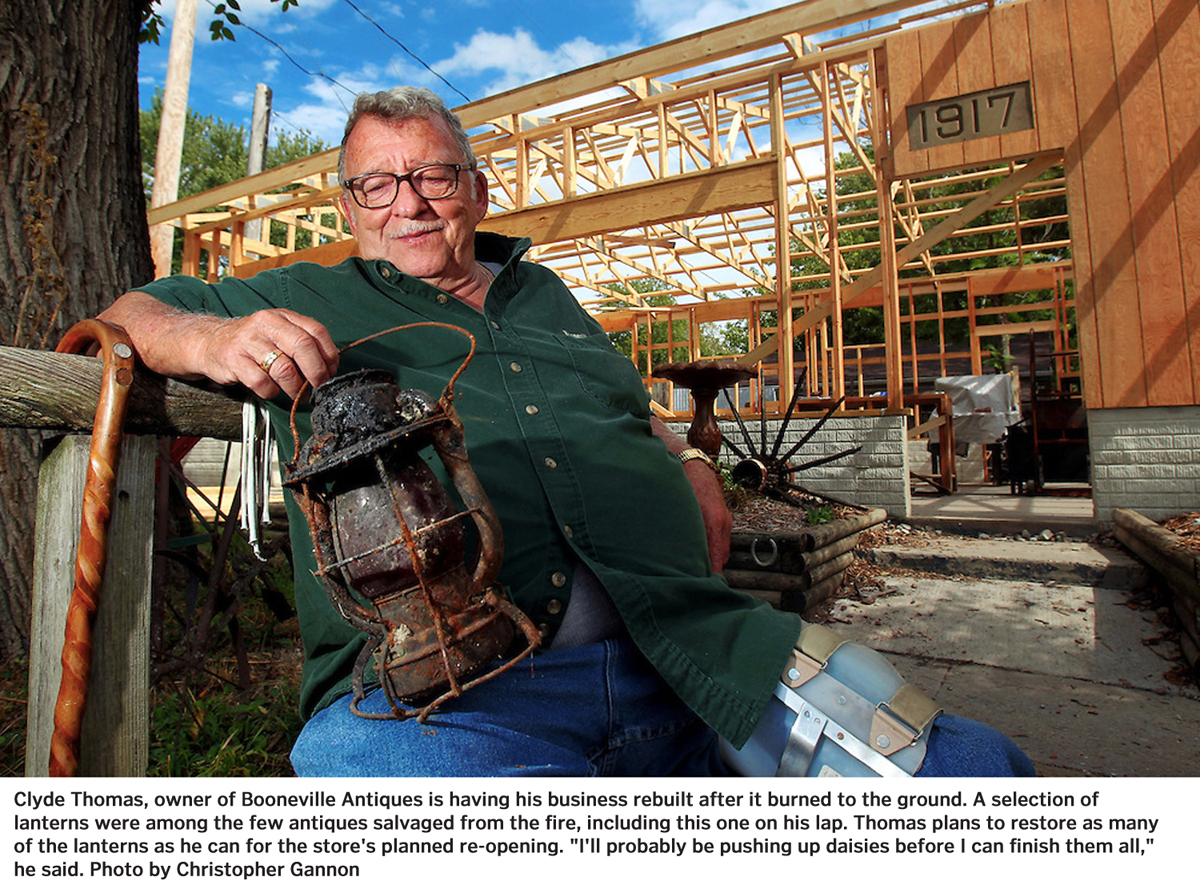 1917
Clyde Thomas, owner of Booneville Antiques is having his business rebuilt after it burned to the ground. A selection of
lanterns were among the few antiques salvaged from the fire, including this one on his lap. Thomas plans to restore as many
of the lanterns as he can for the store's planned re-opening. "I'll probably be pushing up daisies before I can finish them all,"
he said. Photo by Christopher Gannon